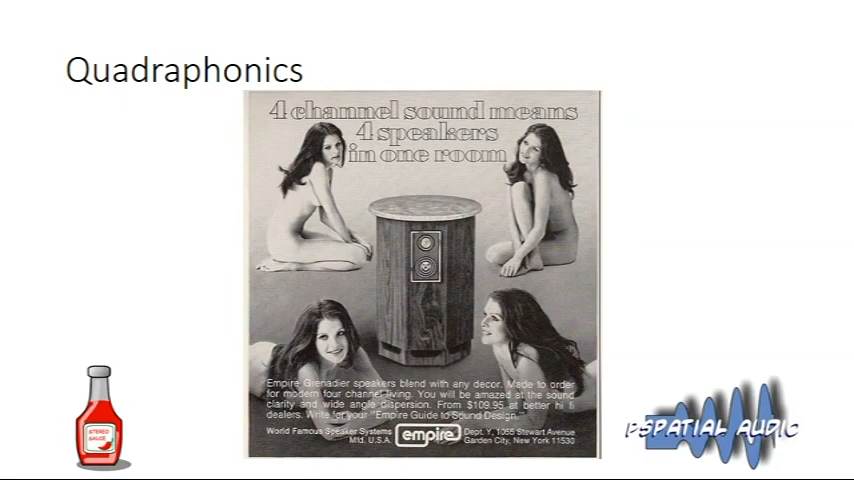 Quadraphonics
4 channel sound means
4 speakers
in one room
Empire Grenadier speakers blend with any decor. Made to order
for modern four channel living. You will be amazed at the sound
clarity and wide angle dispersion. From $109.95 at better hi fi
dealers. Write for your "Empire Guide to Sound Design."
World Famous Speaker Systems
Mfd. U.S.A.
empire
Dept. Y, 1055 Stewart Avenue
Garden City, New York 11530
STEREO
SAUCE
PSPATIAL AUDIO